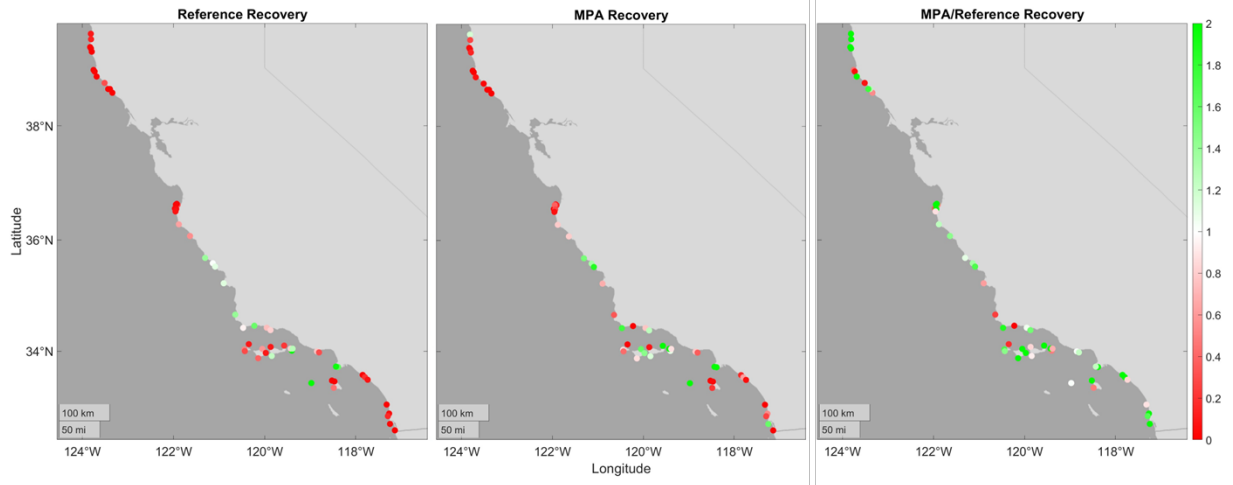 Reference Recovery
MPA Recovery
MPA/Reference Recovery
Latitude
38°N
36°N
34°N
100 km
50 mi
100 km
50 mi
100 km
50 mi
124°W
122°W
120°W
118°W
124°W
122°W
120°W
118°W
124°W
122°W
120°W
118°W
Longitude
2
1.8
1.6
1.4
1.2
1
0.8
0.6
0.4
0.2
0